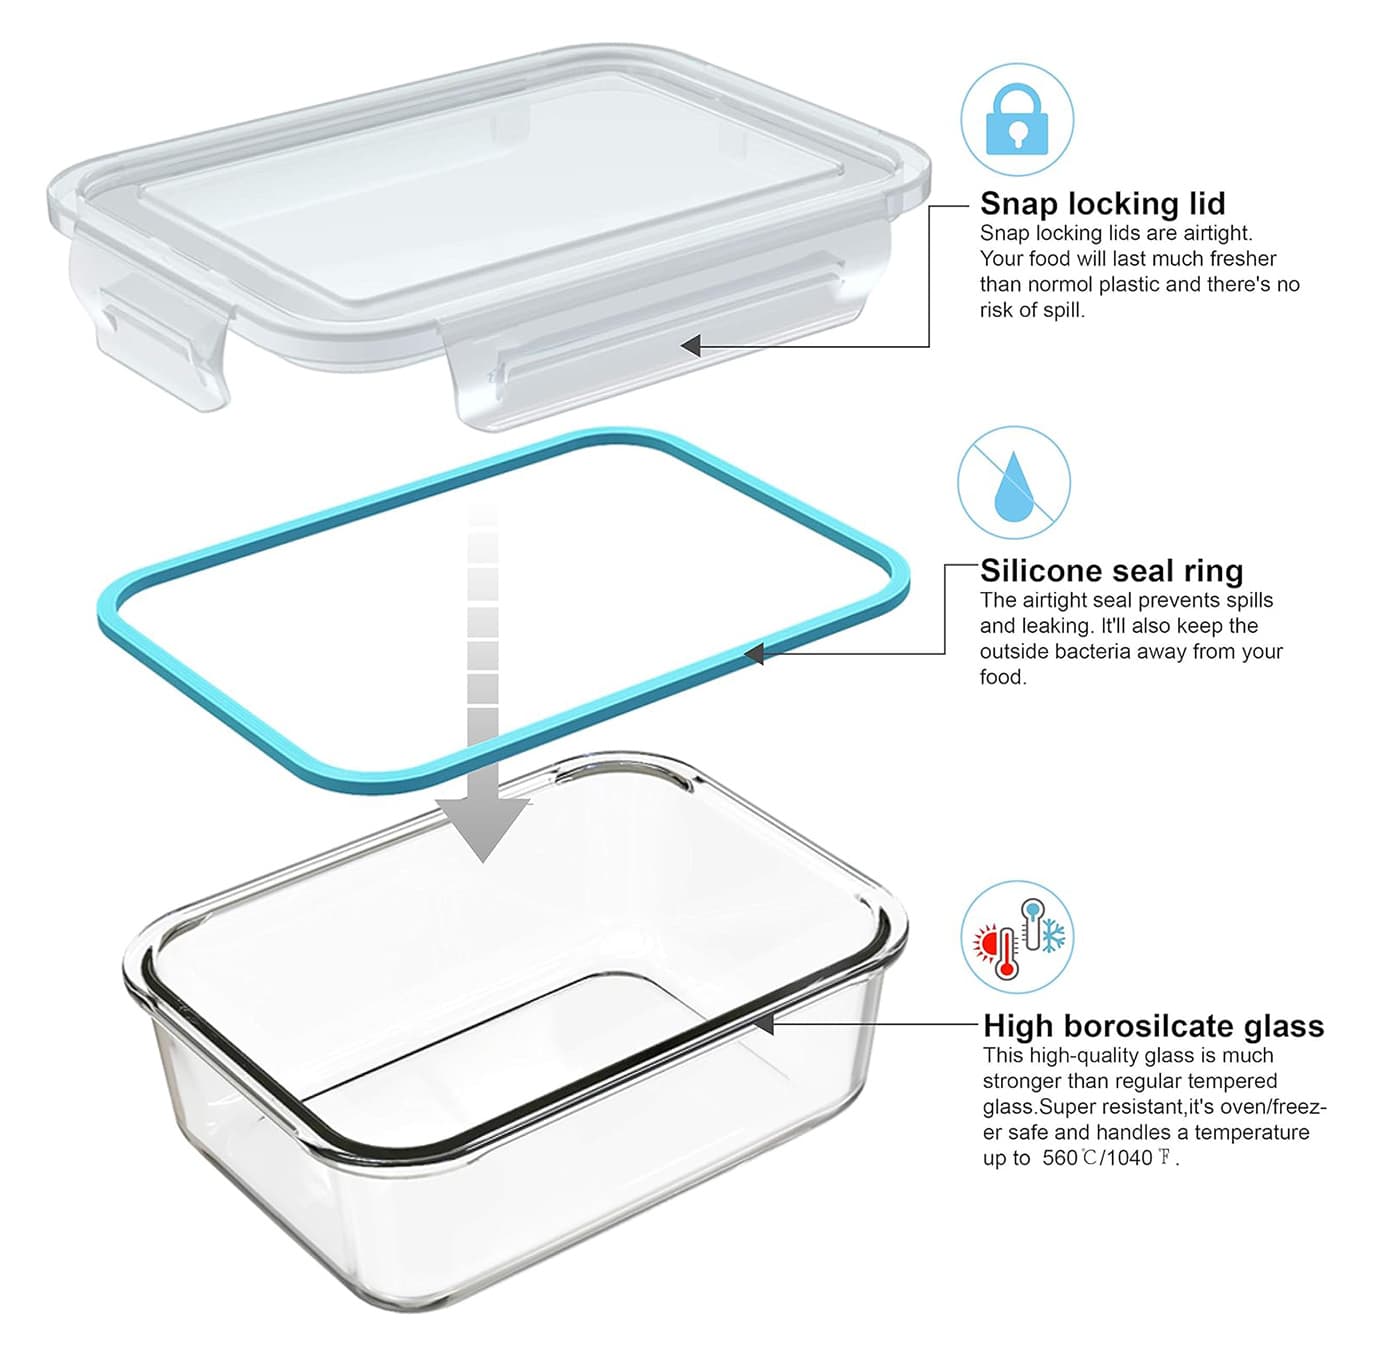 Snap locking lid
Snap locking lids are airtight.
Your food will last much fresher
than normol plastic and there's no
risk of spill.
Silicone seal ring
The airtight seal prevents spills
and leaking. It'll also keep the
outside bacteria away from your
food.
High borosilcate glass
This high-quality glass is much
stronger than regular tempered
glass.Super resistant,it's oven/freez-
er safe and handles a temperature
up to 560℃/1040℉.